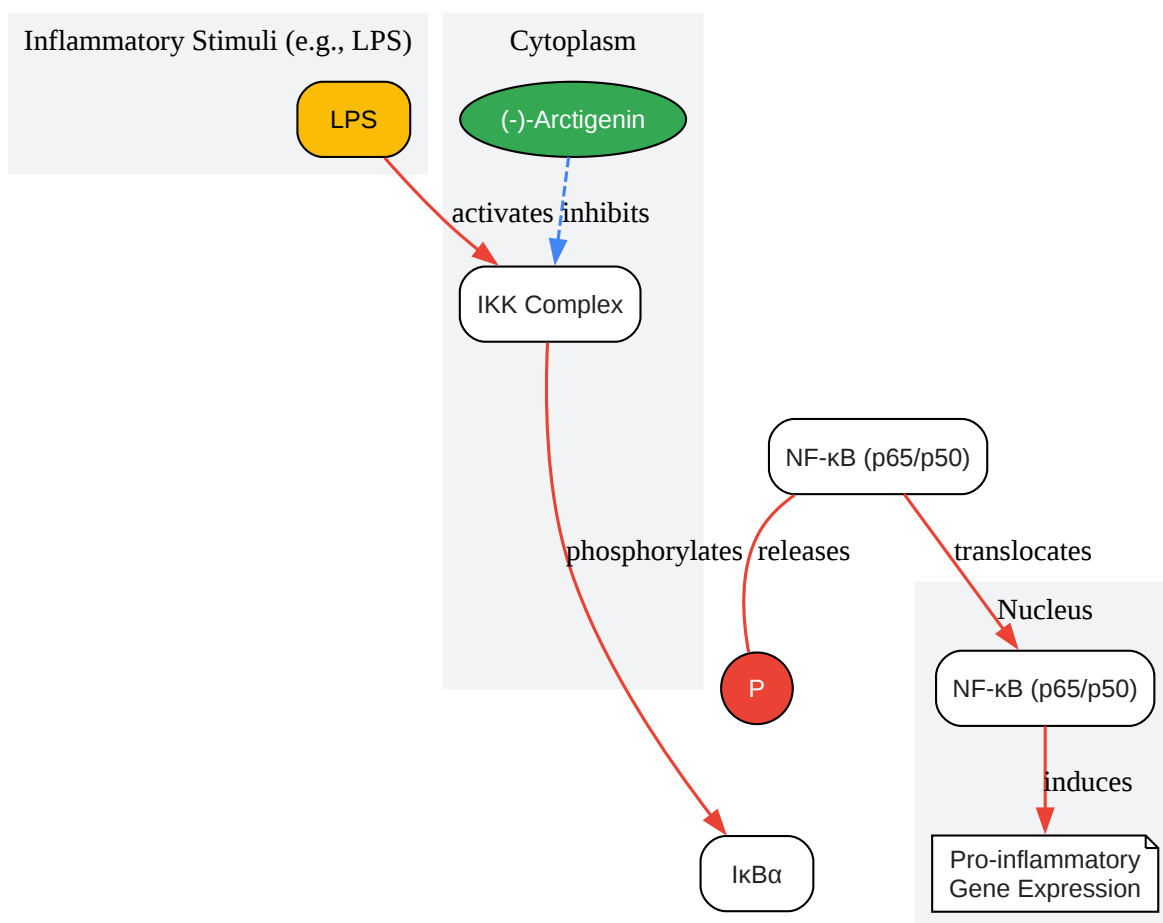 Inflammatory Stimuli (e.g., LPS)
Cytoplasm
LPS
(-)-Arctigenin
activates
inhibits
IKK Complex
NF-κB (p65/p50)
phosphorylates
releases
translocates
Nucleus
P
NF-κB (p65/p50)
induces
IκBα
Pro-inflammatory
Gene Expression